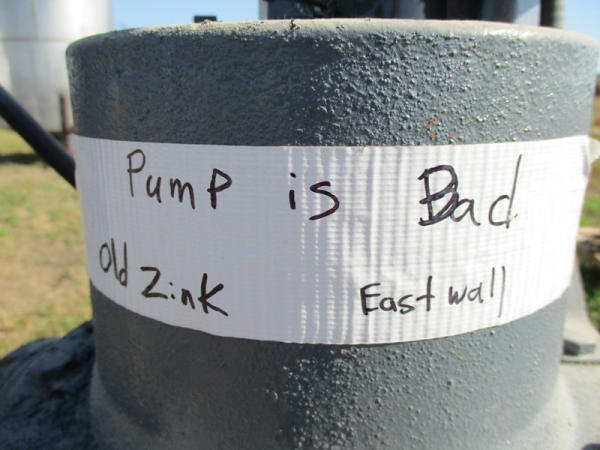 Pump is Bad
Old Zink East wall